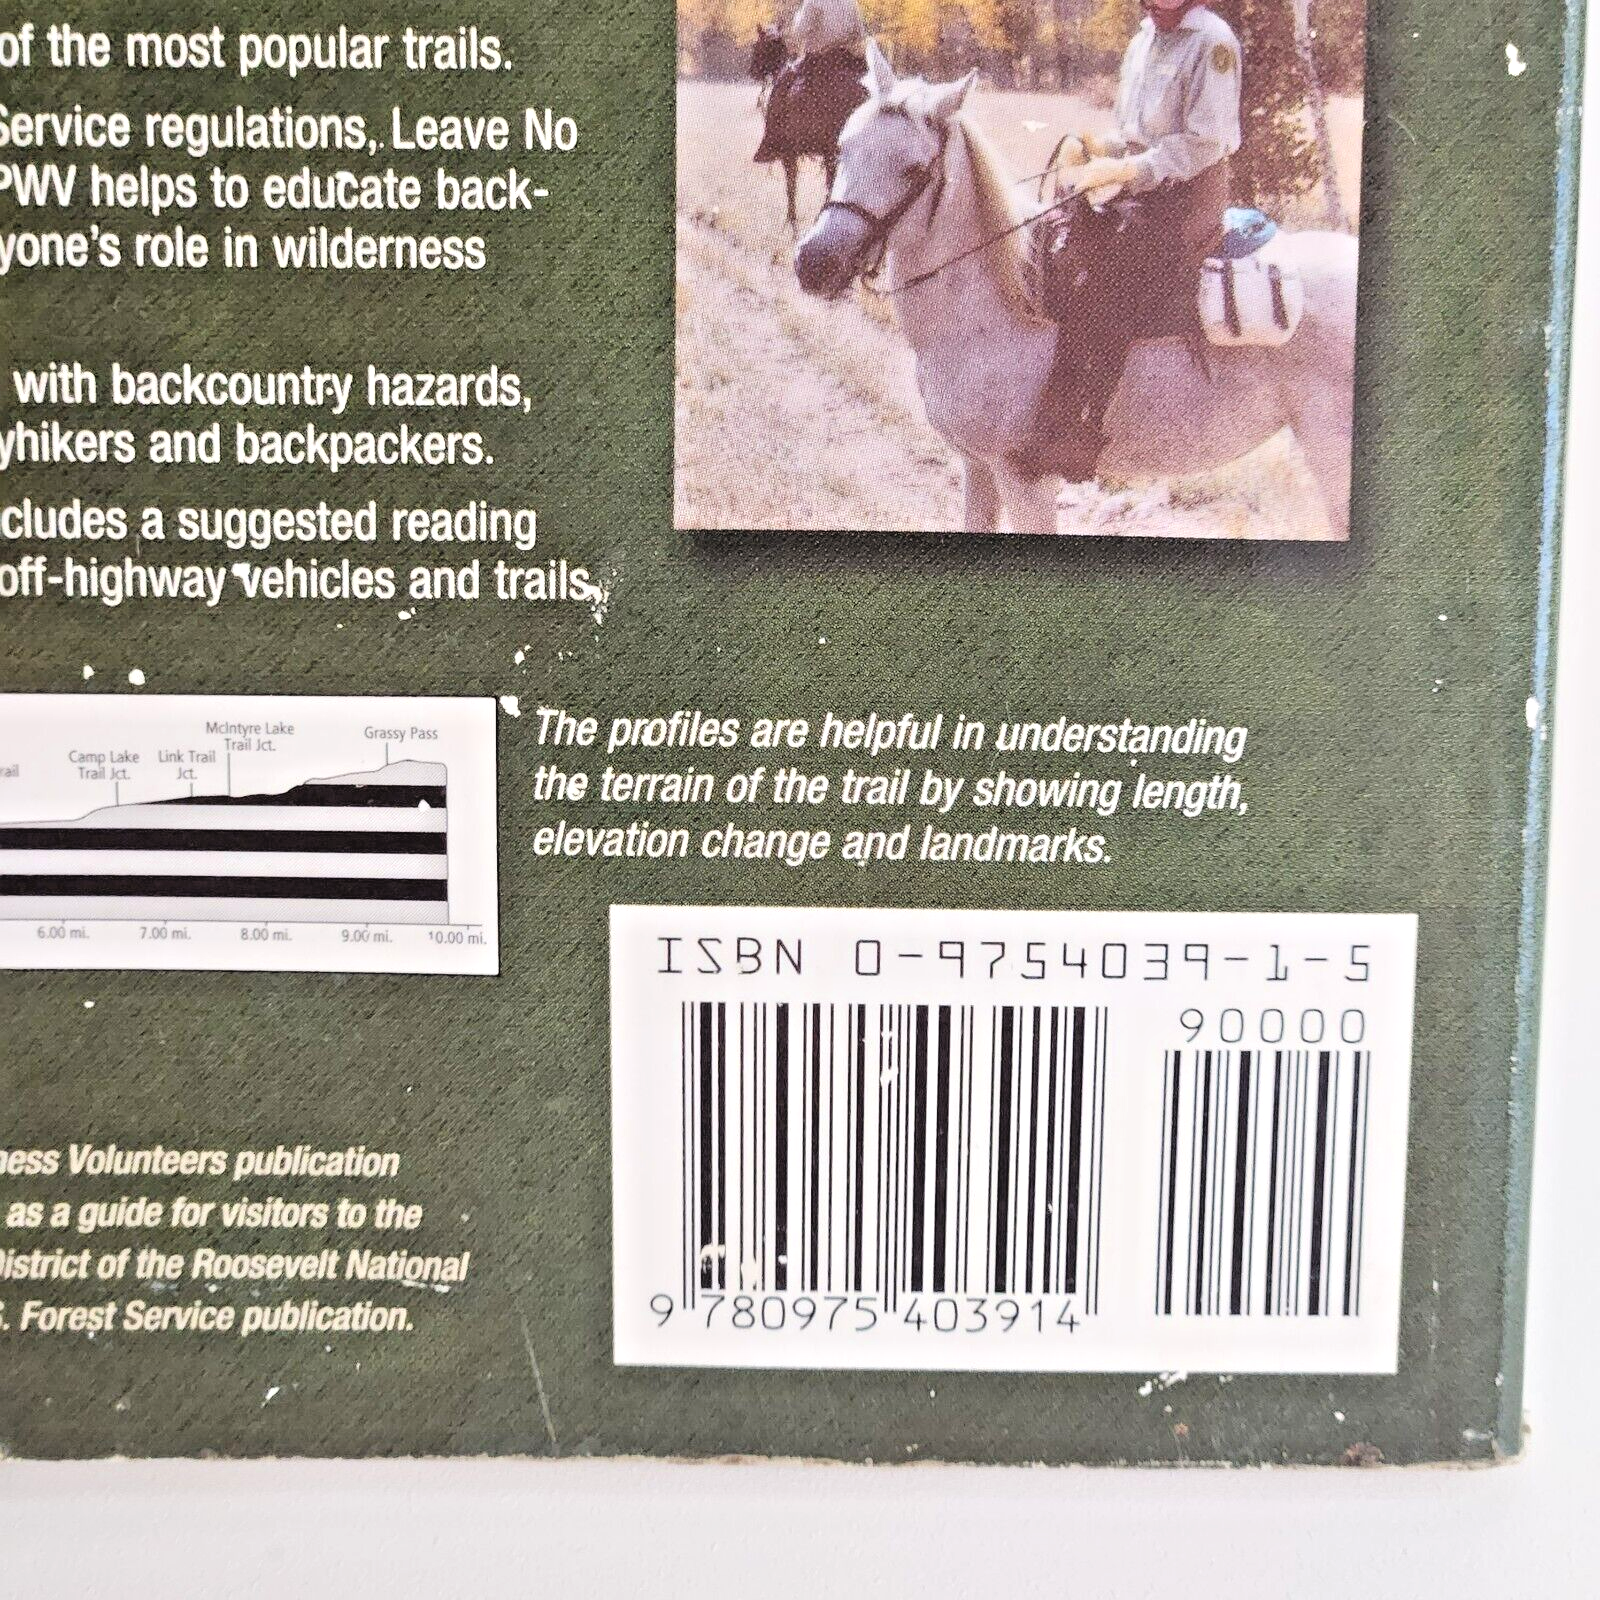 of the most popular trails.
Service regulations, Leave No
PWV helps to educate back-
yone's role in wilderness
with backcountry hazards,
yhikers and backpackers.
cludes a suggested reading
off-highway vehicles and trails.
McIntyre Lake
Trail Jct.
Grassy Pass
Camp Lake
Trail Jct.
Link Trail
Jct.
rail
6.00 mi. 7.00 mi. 8.00 mi. 9.00 mi. 10.00 mi.
The profiles are helpful in understanding
the terrain of the trail by showing length,
elevation change and landmarks.
ISBN 0-9754039-1-5
90000
9 780975 403914
ness Volunteers publication
as a guide for visitors to the
District of the Roosevelt National
S. Forest Service publication.